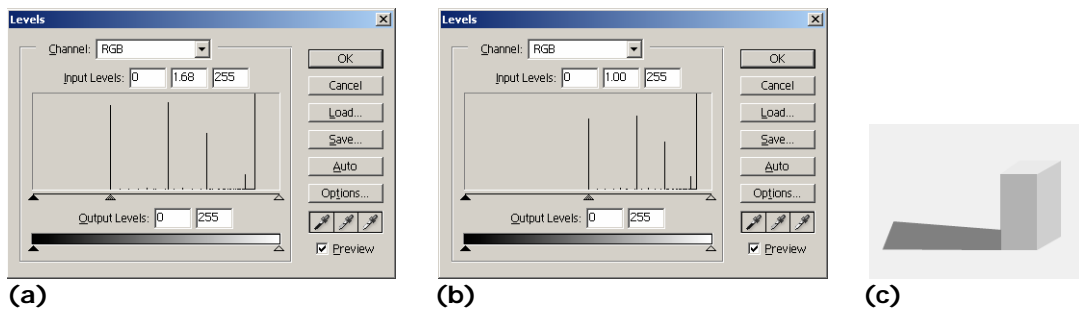 Levels
Channel: RGB
Input Levels: 0 1.68 255
Output Levels: 0 255
OK
Cancel
Load...
Save...
Auto
Options...
Preview
(a)
Levels
Channel: RGB
Input Levels: 0 1.00 255
Output Levels: 0 255
OK
Cancel
Load...
Save...
Auto
Options...
Preview
(b)
(c)